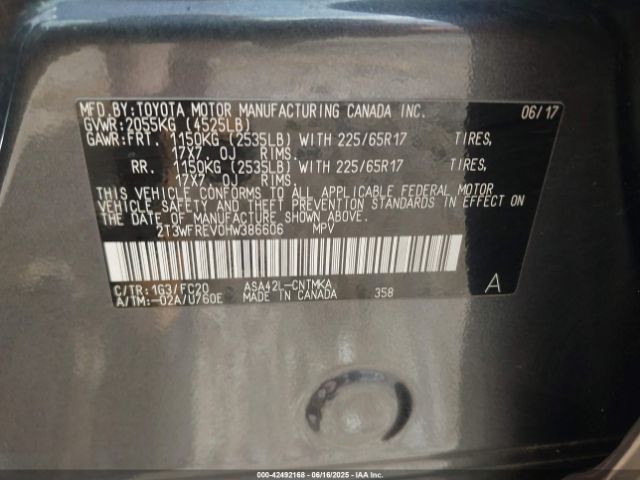 MFD.BY:TOYOTA MOTOR MANUFACTURING CANADA INC. 06/17
GVWR:2055KG (4525LB)
GAWR:FRT. 1150KG (2535LB) WITH 225/65R17 TIRES,
17X7.0J RIMS.
RR. 1150KG (2535LB) WITH 225/65R17 TIRES,
17X7.0J RIMS.
THIS VEHICLE CONFORMS TO ALL APPLICABLE FEDERAL MOTOR
VEHICLE SAFETY AND THEFT PREVENTION STANDARDS IN EFFECT ON
THE DATE OF MANUFACTURE SHOWN ABOVE.
2T3WFREV0HW386606 MPV
C/TR:1G3/FC20 ASA42L-CNTMKA
A/TM:-02A/U760E MADE IN CANADA 358 A
000-42492168 - 06/16/2025 - IAA Inc.